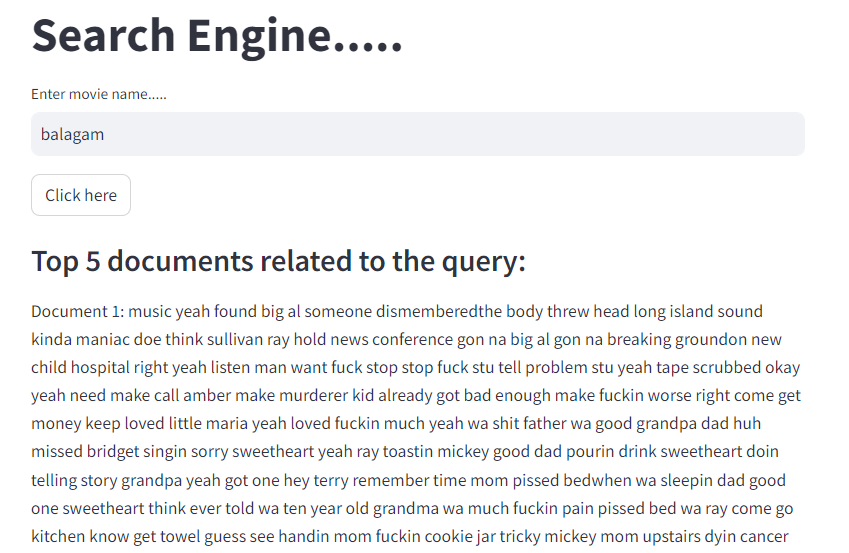 Search Engine.....
Enter movie name.....
balagam
Click here
Top 5 documents related to the query:
Document 1: music yeah found big al someone dismemberedthe body threw head long island sound
kinda maniac doe think sullivan ray hold news conference gon na big al gon na breaking groundon new
child hospital right yeah listen man want fuck stop stop fuck stu tell problem stu yeah tape scrubbed okay
yeah need make call amber make murderer kid already got bad enough make fuckin worse right come get
money keep loved little maria yeah loved fuckin much yeah wa shit father wa good grandpa dad huh
missed bridget singin sorry sweetheart yeah ray toastin mickey good dad pourin drink sweetheart doin
telling story grandpa yeah got one hey terry remember time mom pissed bedwhen wa sleepin dad good
one sweetheart think ever told wa ten year old grandma wa much fuckin pain pissed bed wa ray come go
kitchen know get towel guess see handin mom fuckin cookie jar tricky mickey mom upstairs dyin cancer